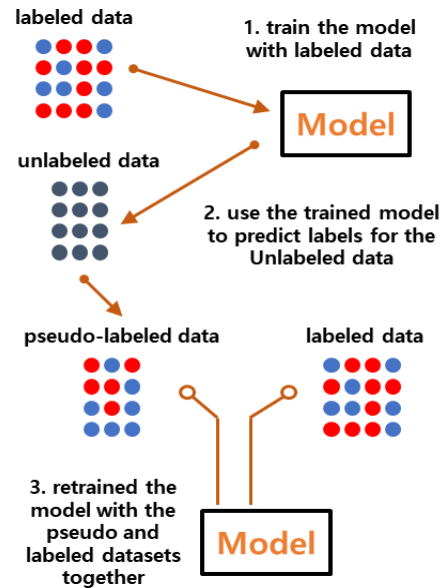 labeled data
1. train the model
with labeled data
Model
unlabeled data
2. use the trained model
to predict labels for the
Unlabeled data
pseudo-labeled data
labeled data
3. retrained the
model with the
pseudo and
labeled datasets
together
Model